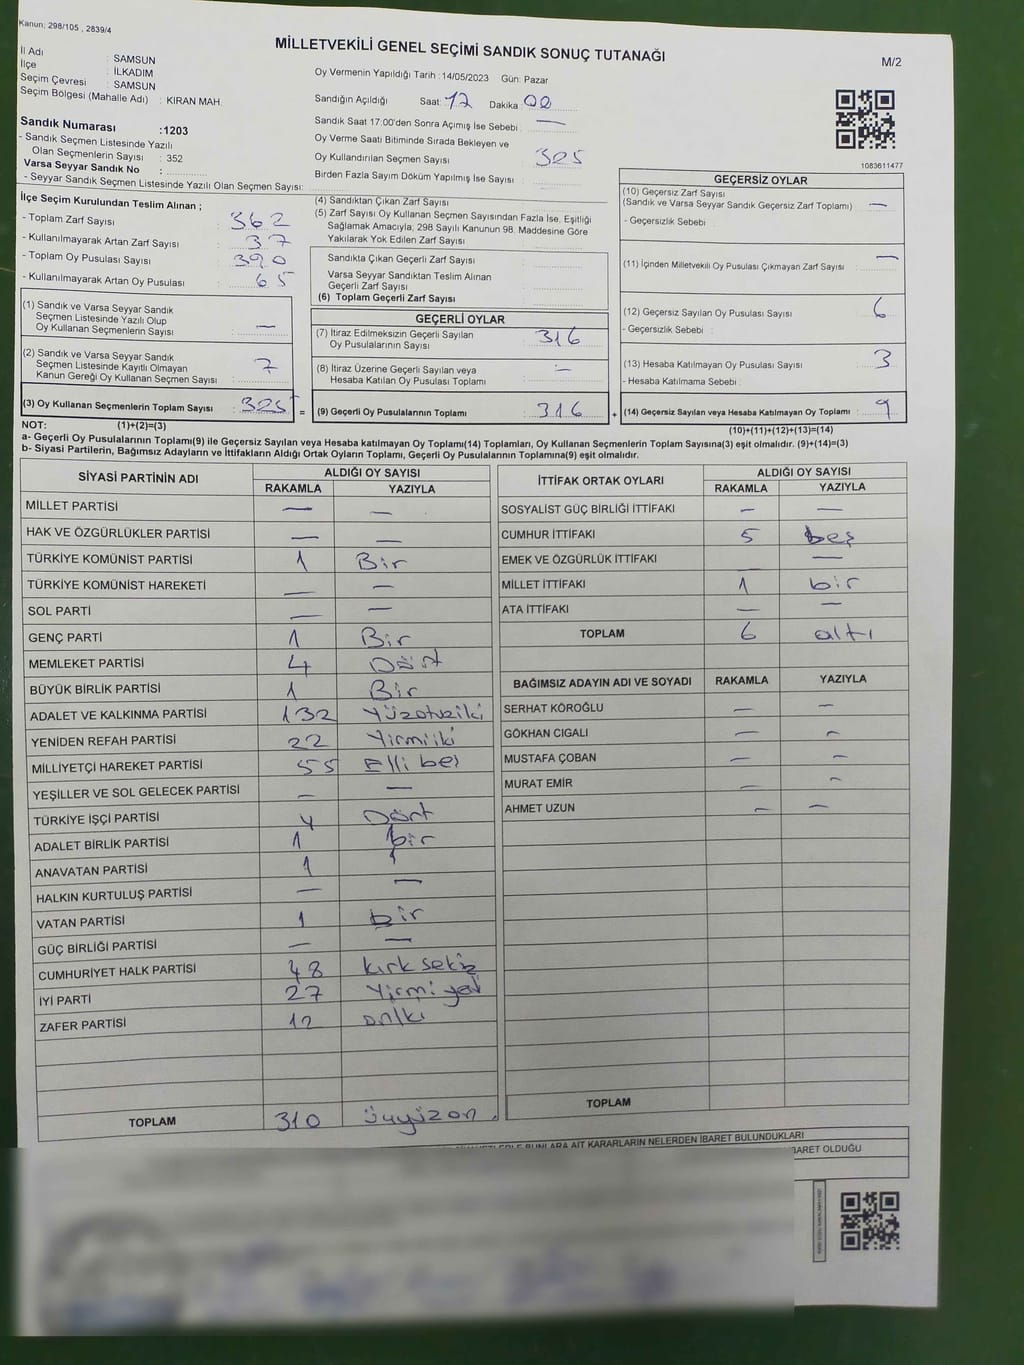 Kanun; 298/105 , 2839/4
MİLLETVEKİLİ GENEL SEÇİMİ SANDIK SONUÇ TUTANAĞI
M/2
İl Adı : SAMSUN
İlçe : İLKADIM
Seçim Çevresi : SAMSUN
Seçim Bölgesi (Mahalle Adı) : KIRAN MAH.
Sandık Numarası :1203
- Sandık Seçmen Listesinde Yazılı
Olan Seçmenlerin Sayısı : 352
Varsa Seyyar Sandık No :
- Seyyar Sandık Seçmen Listesinde Yazılı Olan Seçmen Sayısı:
Oy Vermenin Yapıldığı Tarih :14/05/2023 Gün: Pazar
Sandığın Açıldığı Saat: 17 Dakika: 00
Sandık Saat 17:00'den Sonra Açımış İse Sebebi : —
Oy Verme Saati Bitiminde Sırada Bekleyen ve
Oy Kullandırılan Seçmen Sayısı : 325
Birden Fazla Sayım Döküm Yapılmış İse Sayısı :
1083611477
İlçe Seçim Kurulundan Teslim Alınan ;
- Toplam Zarf Sayısı : 362
- Kullanılmayarak Artan Zarf Sayısı : 37
- Toplam Oy Pusulası Sayısı : 390
- Kullanılmayarak Artan Oy Pusulası : 65
(1) Sandık ve Varsa Seyyar Sandık
Seçmen Listesinde Yazılı Olup
Oy Kullanan Seçmenlerin Sayısı : —
(2) Sandık ve Varsa Seyyar Sandık
Seçmen Listesinde Kayıtlı Olmayan
Kanun Gereği Oy Kullanan Seçmen Sayısı : 7
(3) Oy Kullanan Seçmenlerin Toplam Sayısı : 325 =
(4) Sandıktan Çıkan Zarf Sayısı :
(5) Zarf Sayısı Oy Kullanan Seçmen Sayısından Fazla İse, Eşitliği
Sağlamak Amacıyla; 298 Sayılı Kanunun 98. Maddesine Göre
Yakılarak Yok Edilen Zarf Sayısı :
Sandıkta Çıkan Geçerli Zarf Sayısı :
Varsa Seyyar Sandıktan Teslim Alınan
Geçerli Zarf Sayısı :
(6) Toplam Geçerli Zarf Sayısı :
GEÇERLİ OYLAR
(7) İtiraz Edilmeksizin Geçerli Sayılan
Oy Pusulalarının Sayısı : 316
(8) İtiraz Üzerine Geçerli Sayılan veya
Hesaba Katılan Oy Pusulası Toplamı : —
(9) Geçerli Oy Pusulalarının Toplamı : 316 +
GEÇERSİZ OYLAR
(10) Geçersiz Zarf Sayısı
(Sandık ve Varsa Seyyar Sandık Geçersiz Zarf Toplamı) : —
- Geçersizlik Sebebi :
(11) İçinden Milletvekili Oy Pusulası Çıkmayan Zarf Sayısı : —
(12) Geçersiz Sayılan Oy Pusulası Sayısı : 6
- Geçersizlik Sebebi :
(13) Hesaba Katılmayan Oy Pusulası Sayısı : 3
- Hesaba Katılmama Sebebi :
(14) Geçersiz Sayılan veya Hesaba Katılmayan Oy Toplamı : 9
NOT: (1)+(2)=(3) (10)+(11)+(12)+(13)=(14)
a- Geçerli Oy Pusulalarının Toplamı(9) ile Geçersiz Sayılan veya Hesaba katılmayan Oy Toplamı(14) Toplamları, Oy Kullanan Seçmenlerin Toplam Sayısına(3) eşit olmalıdır. (9)+(14)=(3)
b- Siyasi Partilerin, Bağımsız Adayların ve İttifakların Aldığı Ortak Oyların Toplamı, Geçerli Oy Pusulalarının Toplamına(9) eşit olmalıdır.
SİYASİ PARTİNİN ADI ALDIĞI OY SAYISI
RAKAMLA YAZIYLA
MİLLET PARTİSİ — —
HAK VE ÖZGÜRLÜKLER PARTİSİ — —
TÜRKİYE KOMÜNİST PARTİSİ 1 Bir
TÜRKİYE KOMÜNİST HAREKETİ — —
SOL PARTİ — —
GENÇ PARTİ 1 Bir
MEMLEKET PARTİSİ 4 Dört
BÜYÜK BİRLİK PARTİSİ 1 Bir
ADALET VE KALKINMA PARTİSİ 132 Yüzotuziki
YENİDEN REFAH PARTİSİ 22 Yirmiiki
MİLLİYETÇİ HAREKET PARTİSİ 55 Elli beş
YEŞİLLER VE SOL GELECEK PARTİSİ — —
TÜRKİYE İŞÇİ PARTİSİ 4 Dört
ADALET BİRLİK PARTİSİ 1 bir
ANAVATAN PARTİSİ 1 1
HALKIN KURTULUŞ PARTİSİ — —
VATAN PARTİSİ 1 bir
GÜÇ BİRLİĞİ PARTİSİ — —
CUMHURİYET HALK PARTİSİ 48 kırk sekiz
İYİ PARTİ 27 Yirmi yedi
ZAFER PARTİSİ 12 oniki
TOPLAM 310 üçyüzon
İTTİFAK ORTAK OYLARI ALDIĞI OY SAYISI
RAKAMLA YAZIYLA
SOSYALİST GÜÇ BİRLİĞİ İTTİFAKI — —
CUMHUR İTTİFAKI 5 beş
EMEK VE ÖZGÜRLÜK İTTİFAKI — —
MİLLET İTTİFAKI 1 bir
ATA İTTİFAKI — —
TOPLAM 6 altı
BAĞIMSIZ ADAYIN ADI VE SOYADI RAKAMLA YAZIYLA
SERHAT KÖROĞLU — —
GÖKHAN CIGALI — —
MUSTAFA ÇOBAN — —
MURAT EMİR — —
AHMET UZUN — —
TOPLAM
BUNLARA AİT KARARLARIN NELERDEN İBARET BULUNDUKLARI
İBARET OLDUĞU